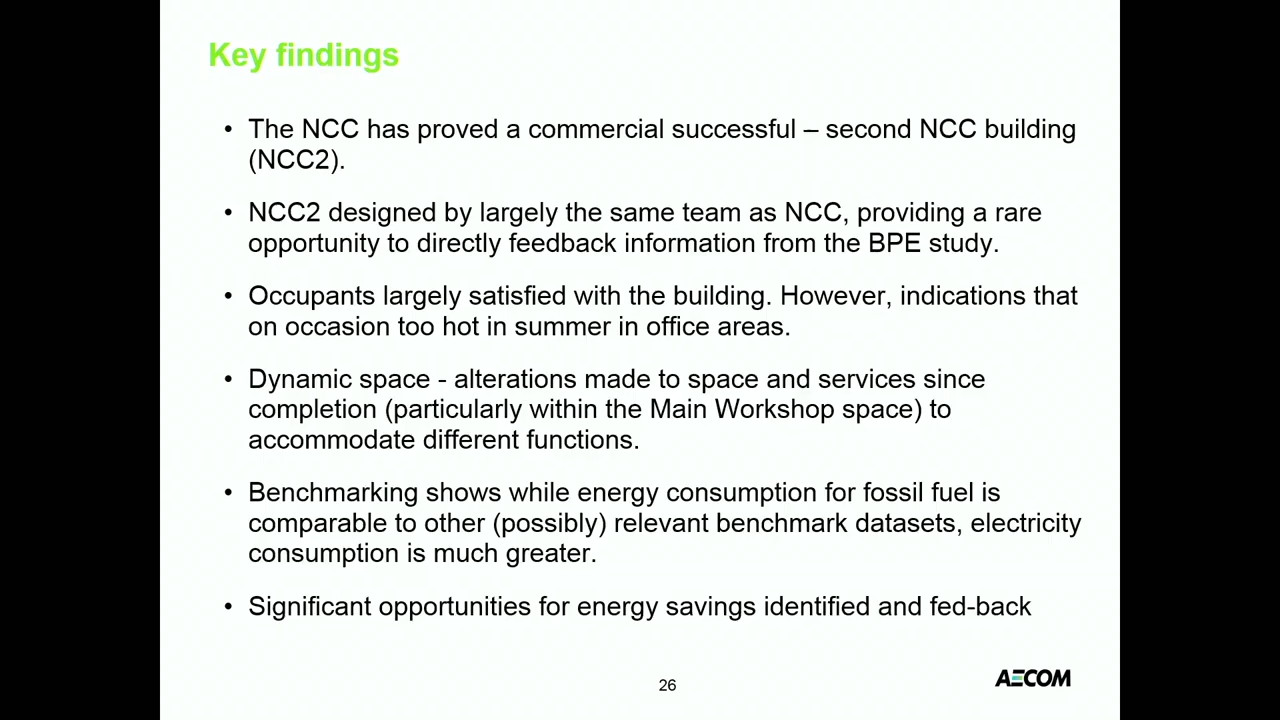 Key findings
• The NCC has proved a commercial successful – second NCC building
(NCC2).
• NCC2 designed by largely the same team as NCC, providing a rare
opportunity to directly feedback information from the BPE study.
• Occupants largely satisfied with the building. However, indications that
on occasion too hot in summer in office areas.
• Dynamic space - alterations made to space and services since
completion (particularly within the Main Workshop space) to
accommodate different functions.
• Benchmarking shows while energy consumption for fossil fuel is
comparable to other (possibly) relevant benchmark datasets, electricity
consumption is much greater.
• Significant opportunities for energy savings identified and fed-back
26
AECOM